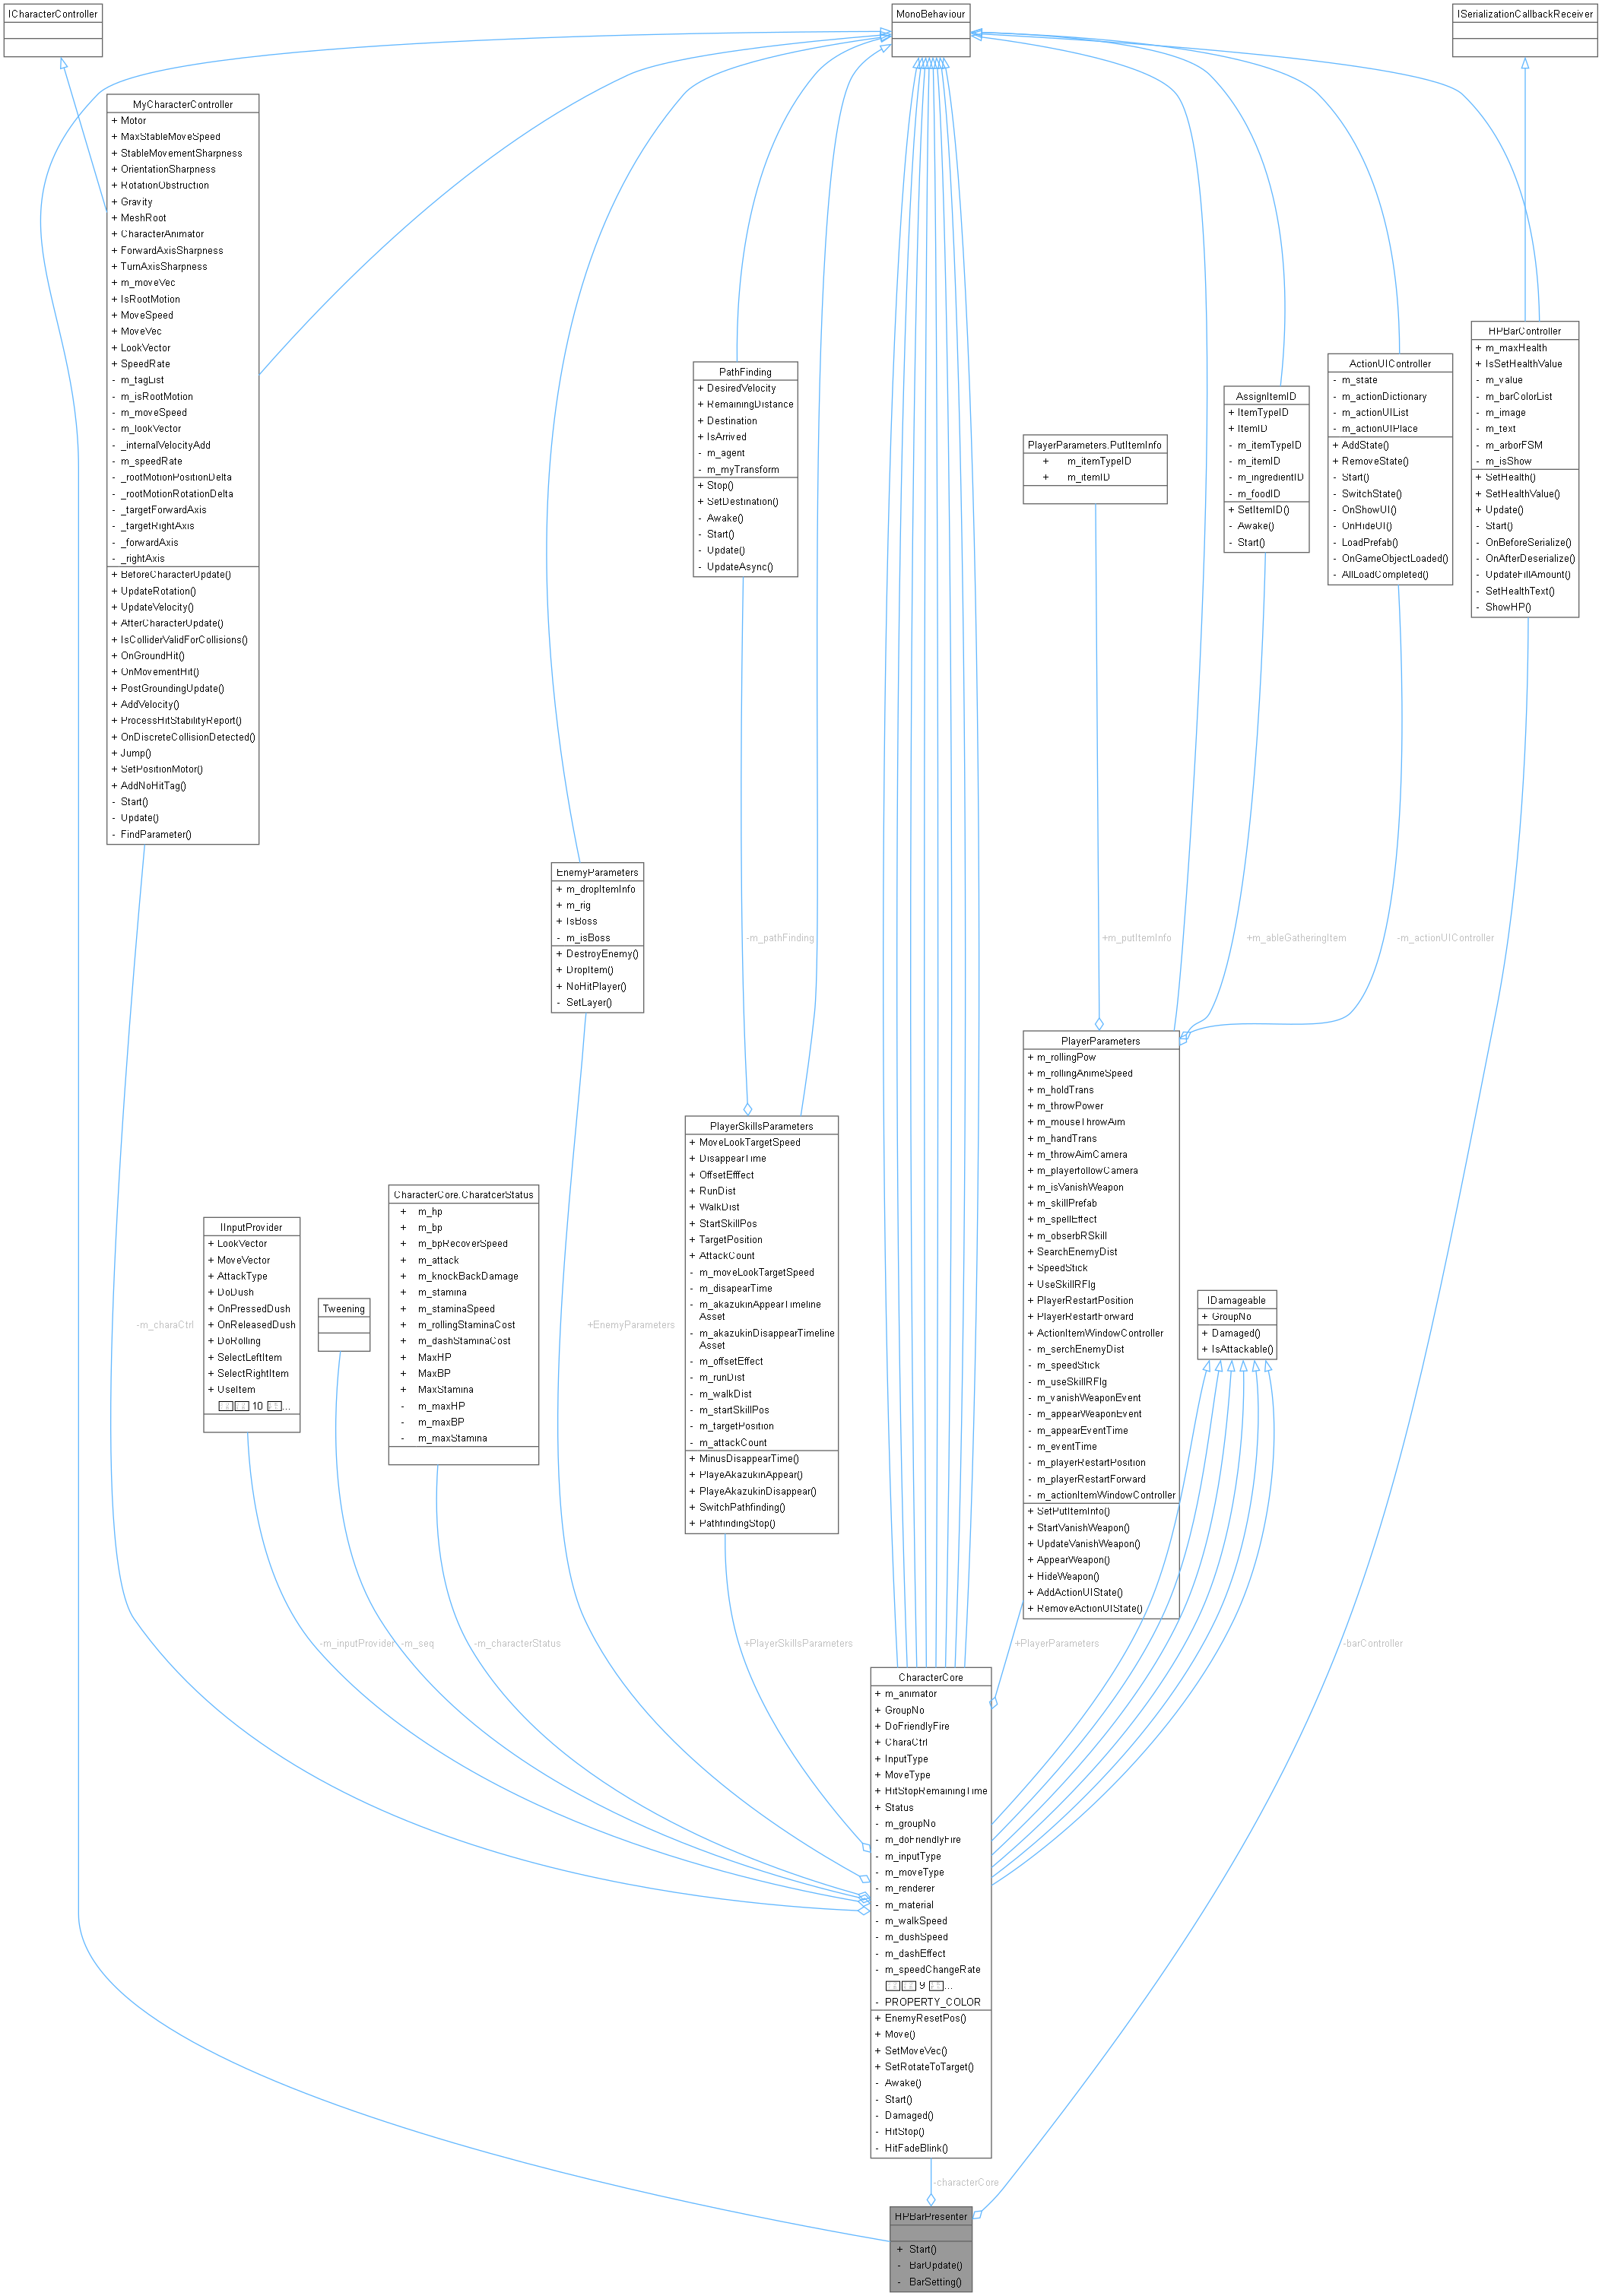 ICharacterController
MonoBehaviour
ISerializationCallbackReceiver
MyCharacterController
+ Motor
+ MaxStableMoveSpeed
+ StableMovementSharpness
+ OrientationSharpness
+ RotationObstruction
+ Gravity
+ MeshRoot
+ CharacterAnimator
+ ForwardAxisSharpness
+ TurnAxisSharpness
+ m_moveVec
+ IsRootMotion
+ MoveSpeed
+ MoveVec
+ LookVector
+ SpeedRate
- m_tagList
- m_isRootMotion
- m_moveSpeed
- m_lookVector
- _internalVelocityAdd
- m_speedRate
- _rootMotionPositionDelta
- _rootMotionRotationDelta
- _targetForwardAxis
- _targetRightAxis
- _forwardAxis
- _rightAxis
+ BeforeCharacterUpdate()
+ UpdateRotation()
+ UpdateVelocity()
+ AfterCharacterUpdate()
+ IsColliderValidForCollisions()
+ OnGroundHit()
+ OnMovementHit()
+ PostGroundingUpdate()
+ AddVelocity()
+ ProcessHitStabilityReport()
+ OnDiscreteCollisionDetected()
+ Jump()
+ SetPositionMotor()
+ AddNoHitTag()
- Start()
- Update()
- FindParameter()
HPBarController
+ m_maxHealth
+ IsSetHealthValue
- m_value
- m_barColorList
- m_image
- m_text
- m_arborFSM
- m_isShow
+ SetHealth()
+ SetHealthValue()
+ Update()
- Start()
- OnBeforeSerialize()
- OnAfterDeserialize()
- UpdateFillAmount()
- SetHealthText()
- ShowHP()
ActionUIController
- m_state
- m_actionDictionary
- m_actionUIList
- m_actionUIPlace
+ AddState()
+ RemoveState()
- Start()
- SwitchState()
- OnShowUI()
- OnHideUI()
- LoadPrefab()
- OnGameObjectLoaded()
- AllLoadCompleted()
PathFinding
+ DesiredVelocity
+ RemainingDistance
+ Destination
+ IsArrived
- m_agent
- m_myTransform
+ Stop()
+ SetDestination()
- Awake()
- Start()
- Update()
- UpdateAsync()
AssignItemID
+ ItemTypeID
+ ItemID
- m_itemTypeID
- m_itemID
- m_ingredientID
- m_foodID
+ SetItemID()
- Awake()
- Start()
PlayerParameters.PutItemInfo
+ m_itemTypeID
+ m_itemID
EnemyParameters
+ m_dropItemInfo
+ m_rig
+ IsBoss
- m_isBoss
+ DestroyEnemy()
+ DropItem()
+ NoHitPlayer()
- SetLayer()
-m_pathFinding
+m_putItemInfo
+m_ableGatheringItem
-m_actionUIController
PlayerParameters
+ m_rollingPow
+ m_rollingAnimeSpeed
+ m_holdTrans
+ m_throwPower
+ m_mouseThrowAim
+ m_handTrans
+ m_throwAimCamera
+ m_playerfollowCamera
+ m_isVanishWeapon
+ m_skillPrefab
+ m_spellEffect
+ m_obserbRSkill
+ SearchEnemyDist
+ SpeedStick
+ UseSkillRFlg
+ PlayerRestartPosition
+ PlayerRestartForward
+ ActionItemWindowController
- m_serchEnemyDist
- m_speedStick
- m_useSkillRFlg
- m_vanishWeaponEvent
- m_appearWeaponEvent
- m_appearEventTime
- m_eventTime
- m_playerRestartPosition
- m_playerRestartForward
- m_actionItemWindowController
+ SetPutItemInfo()
+ StartVanishWeapon()
+ UpdateVanishWeapon()
+ AppearWeapon()
+ HideWeapon()
+ AddActionUIState()
+ RemoveActionUIState()
PlayerSkillsParameters
+ MoveLookTargetSpeed
+ DisappearTime
+ OffsetEfffect
+ RunDist
+ WalkDist
+ StartSkillPos
+ TargetPosition
+ AttackCount
- m_moveLookTargetSpeed
- m_disapearTime
- m_akazukinAppearTimeline
Asset
- m_akazukinDisappearTimeline
Asset
- m_offsetEffect
- m_runDist
- m_walkDist
- m_startSkillPos
- m_targetPosition
- m_attackCount
+ MinusDisappearTime()
+ PlayeAkazukinAppear()
+ PlayeAkazukinDisappear()
+ SwitchPathfinding()
+ PathfindingStop()
CharacterCore.CharatcerStatus
+ m_hp
+ m_bp
+ m_bpRecoverSpeed
+ m_attack
+ m_knockBackDamage
+ m_stamina
+ m_staminaSpeed
+ m_rollingStaminaCost
+ m_dashStaminaCost
+ MaxHP
+ MaxBP
+ MaxStamina
- m_maxHP
- m_maxBP
- m_maxStamina
IInputProvider
+ LookVector
+ MoveVector
+ AttackType
+ DoDush
+ OnPressedDush
+ OnReleasedDush
+ DoRolling
+ SelectLeftItem
+ SelectRightItem
+ UseItem
10 ...
Tweening
IDamageable
+ GroupNo
+ Damaged()
+ IsAttackable()
-m_charaCtrl
+EnemyParameters
-m_inputProvider
-m_seq
-m_characterStatus
+PlayerSkillsParameters
+PlayerParameters
-barController
CharacterCore
+ m_animator
+ GroupNo
+ DoFriendlyFire
+ CharaCtrl
+ InputType
+ MoveType
+ HitStopRemainingTime
+ Status
- m_groupNo
- m_doFriendlyFire
- m_inputType
- m_moveType
- m_renderer
- m_material
- m_walkSpeed
- m_dushSpeed
- m_dashEffect
- m_speedChangeRate
9 ...
- PROPERTY_COLOR
+ EnemyResetPos()
+ Move()
+ SetMoveVec()
+ SetRotateToTarget()
- Awake()
- Start()
- Damaged()
- HitStop()
- HitFadeBlink()
-characterCore
HPBarPresenter
+ Start()
- BarUpdate()
- BarSetting()